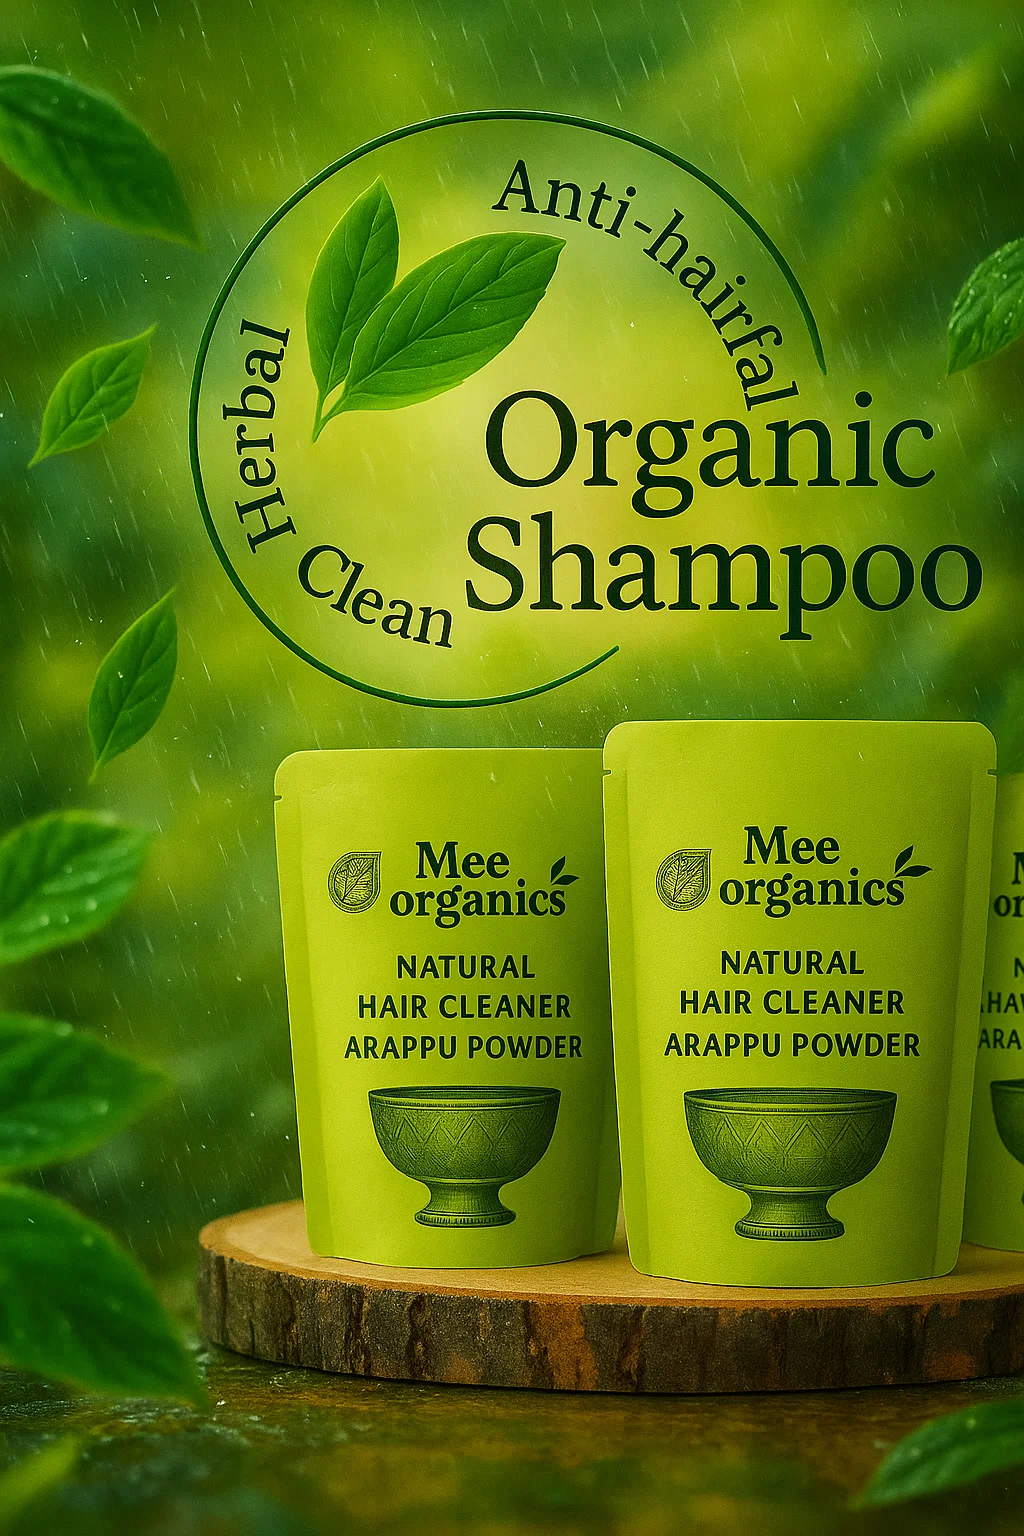 Anti-hairfal
Herbal
Clean
Organic
Shampoo
Mee
organics
NATURAL
HAIR CLEANER
ARAPPU POWDER
Mee
organics
NATURAL
HAIR CLEANER
ARAPPU POWDER